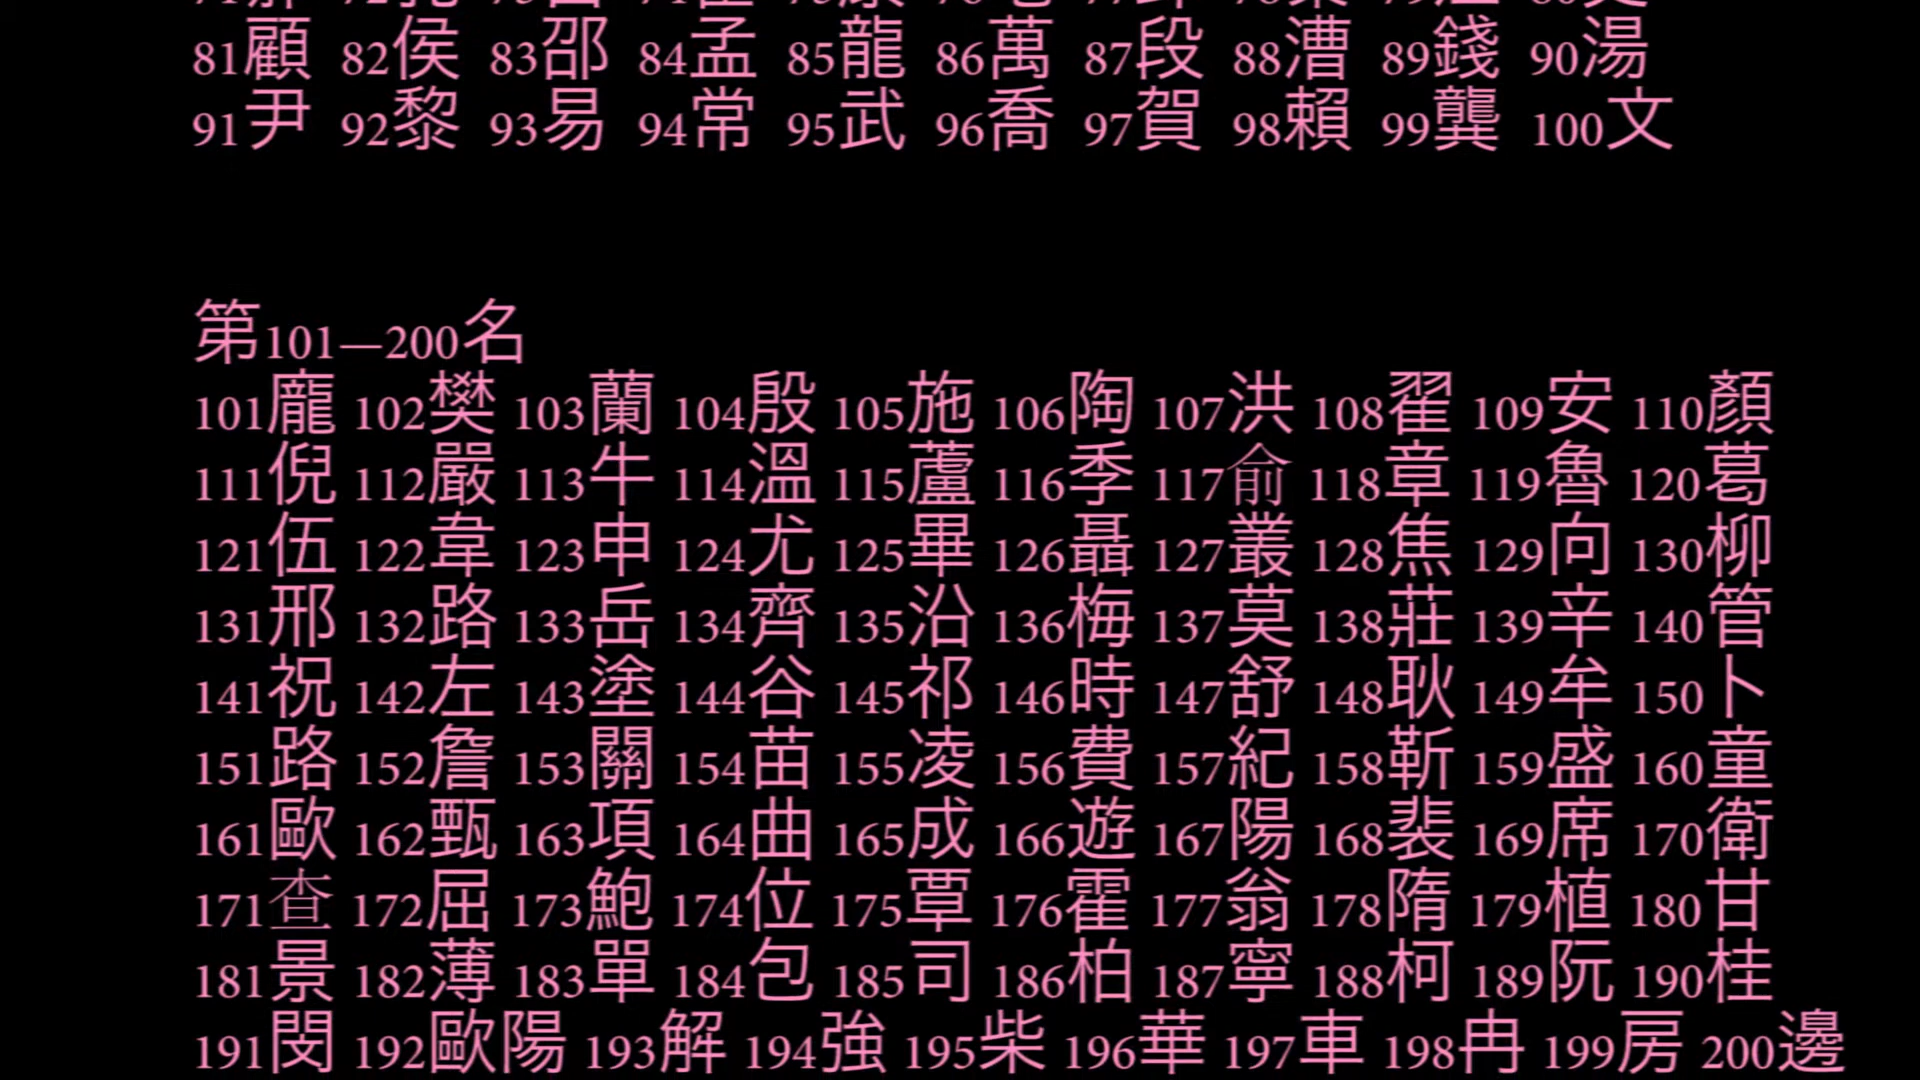 81顧 82侯 83邵 84孟 85龍 86萬 87段 88漕 89錢 90湯
91尹 92黎 93易 94常 95武 96喬 97賀 98賴 99龔 100文
第101—200名
101龐 102樊 103蘭 104殷 105施 106陶 107洪 108翟 109安 110顏
111倪 112嚴 113牛 114溫 115蘆 116季 117俞 118章 119魯 120葛
121伍 122韋 123申 124尤 125畢 126聶 127叢 128焦 129向 130柳
131邢 132路 133岳 134齊 135沿 136梅 137莫 138莊 139辛 140管
141祝 142左 143塗 144谷 145祁 146時 147舒 148耿 149牟 150卜
151路 152詹 153關 154苗 155凌 156費 157紀 158靳 159盛 160童
161歐 162甄 163項 164曲 165成 166遊 167陽 168裴 169席 170衛
171查 172屈 173鮑 174位 175覃 176霍 177翁 178隋 179植 180甘
181景 182薄 183單 184包 185司 186柏 187寧 188柯 189阮 190桂
191閔 192歐陽 193解 194強 195柴 196華 197車 198冉 199房 200邊